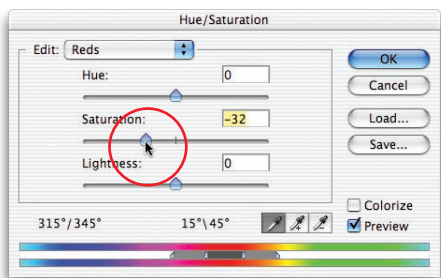 Hue/Saturation
Edit: Reds
OK
Hue: 0
Cancel
Saturation: -32
Load...
Save...
Lightness: 0
Colorize
315°/345° 15°\45°
Preview